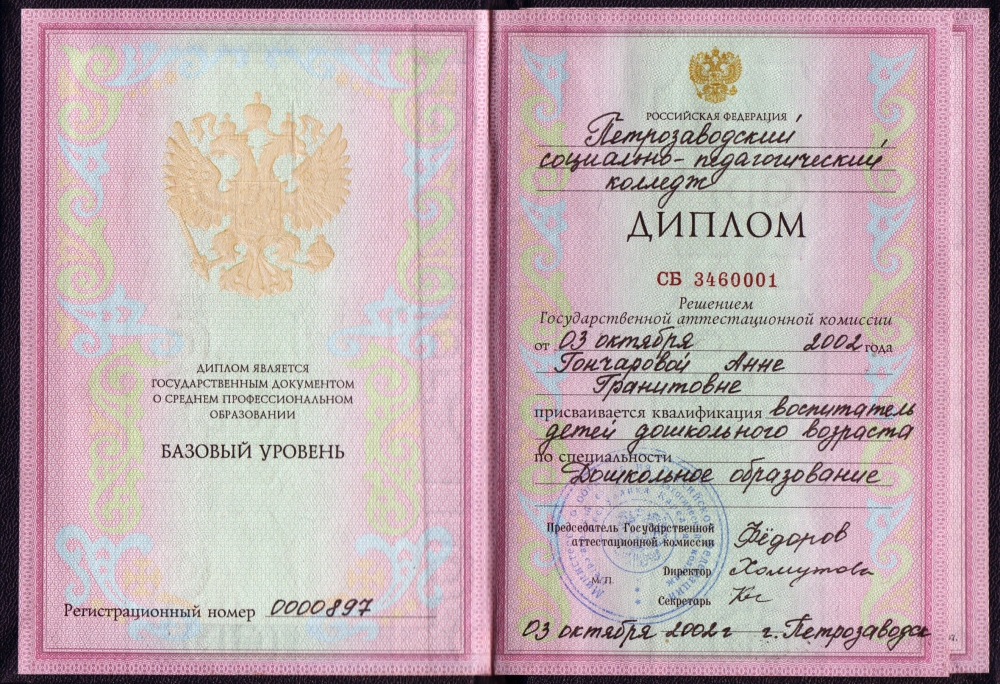 ДИПЛОМ ЯВЛЯЕТСЯ
ГОСУДАРСТВЕННЫМ ДОКУМЕНТОМ
О СРЕДНЕМ ПРОФЕССИОНАЛЬНОМ
ОБРАЗОВАНИИ
БАЗОВЫЙ УРОВЕНЬ
Регистрационный номер 0000897
РОССИЙСКАЯ ФЕДЕРАЦИЯ
Петрозаводский
социально-педагогический
колледж
ДИПЛОМ
СБ 3460001
Решением
Государственной аттестационной комиссии
от 03 октября 2002 года
Гончаровой Анне
Гранитовне
присваивается квалификация воспитатель
детей дошкольного возраста
по специальности
Дошкольное образование
Председатель Государственной
аттестационной комиссии Фёдоров
Директор Хомутова
М.П.
Секретарь
03 октября 2002 г г. Петрозаводск